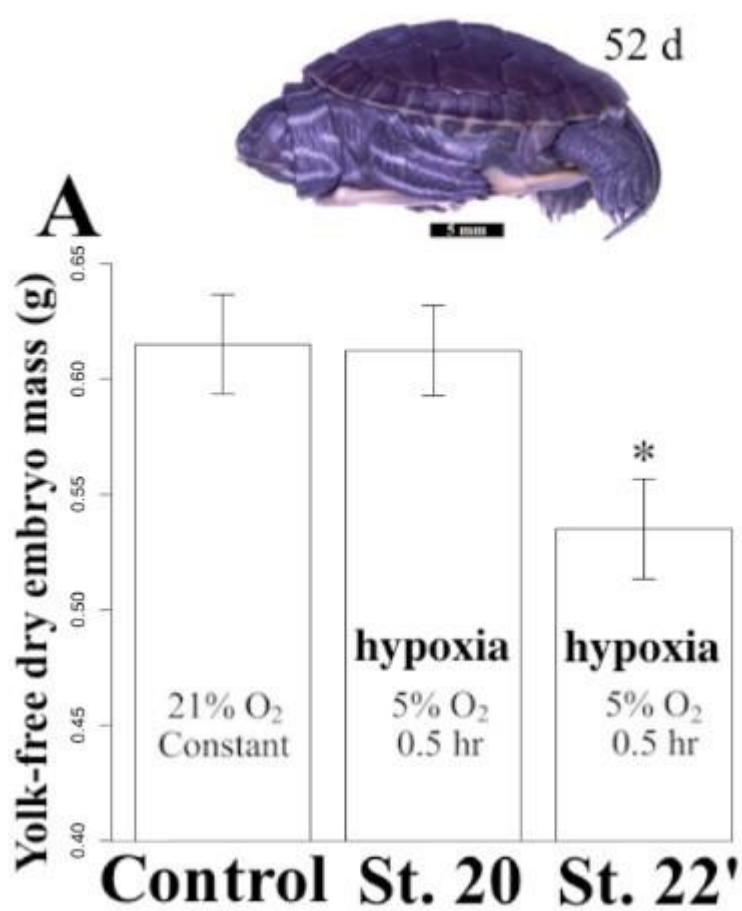 52 d
5 mm
A
Yolk-free dry embryo mass (g)
0.65
0.60
0.55
0.50
0.45
0.40
*
hypoxia
hypoxia
21% O₂
Constant
5% O₂
0.5 hr
5% O₂
0.5 hr
Control
St. 20
St. 22'